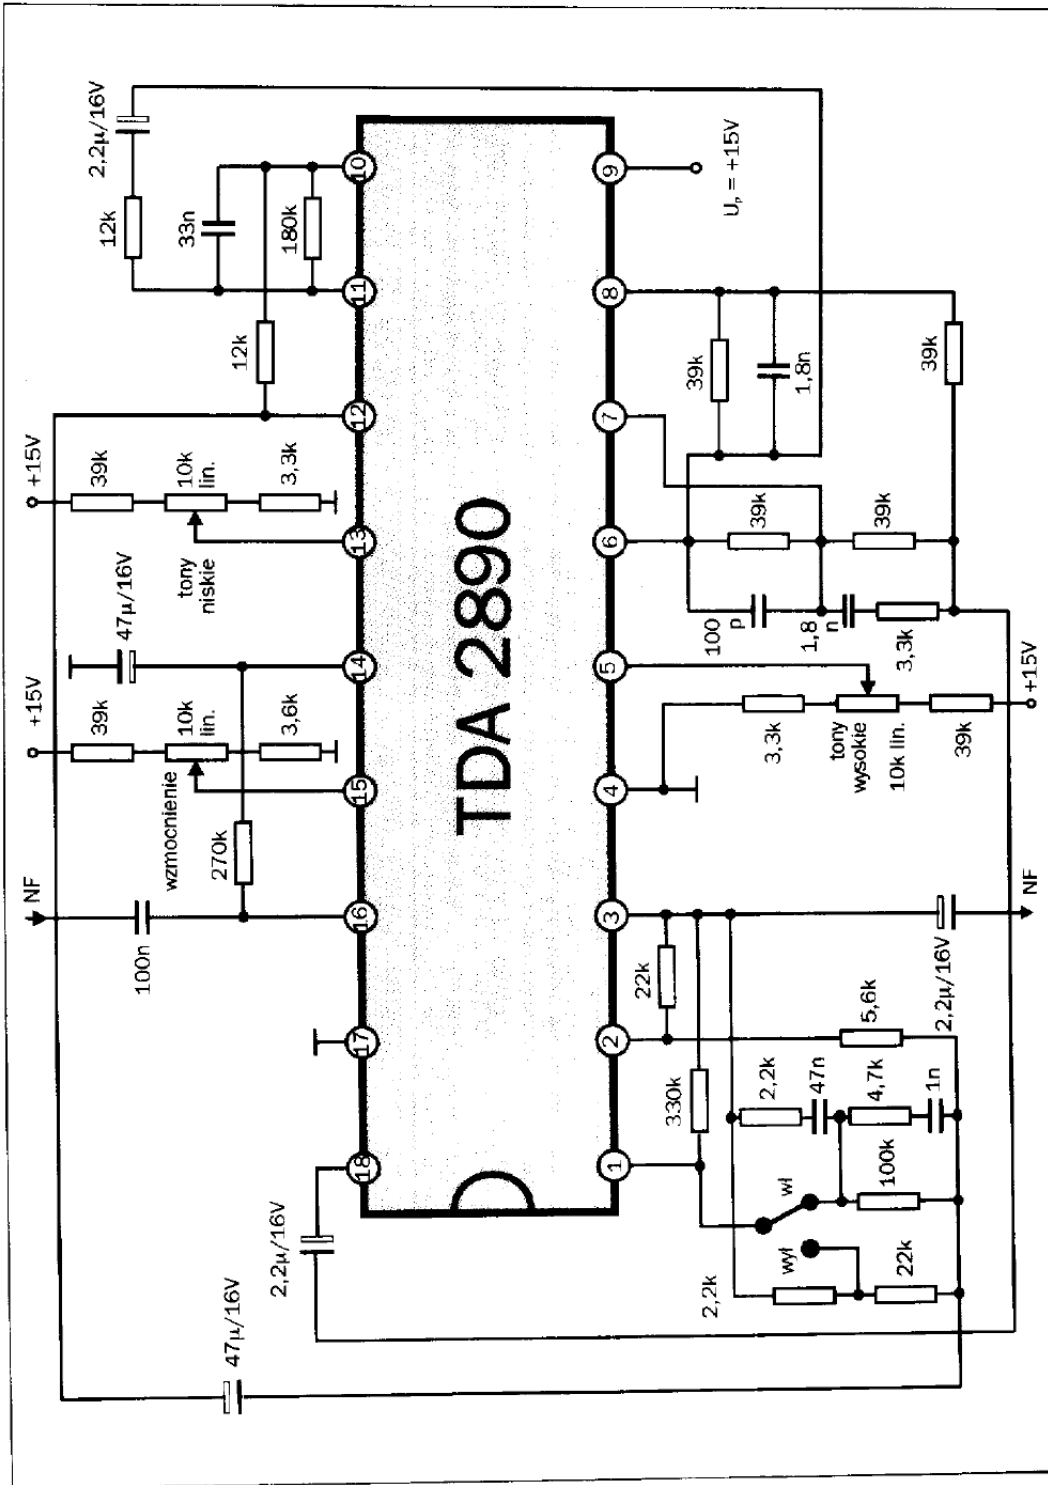 2,2µ/16V
12k
33n
180k
12k
+15V
39k
10k
lin.
3,3k
tony
niskie
47µ/16V
+15V
39k
10k
lin.
3,6k
wzmocnienie
270k
NF
100n
2,2µ/16V
47µ/16V
10
11
12
13
14
15
16
17
18
TDA 2890
9
8
7
6
5
4
3
2
1
Uₚ = +15V
39k
1,8n
39k
39k
39k
100
p
1,8
n
3,3k
3,3k
tony
wysokie
10k lin.
39k
+15V
22k
330k
2,2µ/16V
NF
5,6k
2,2k
47n
4,7k
1n
100k
wł
wył
2,2k
22k